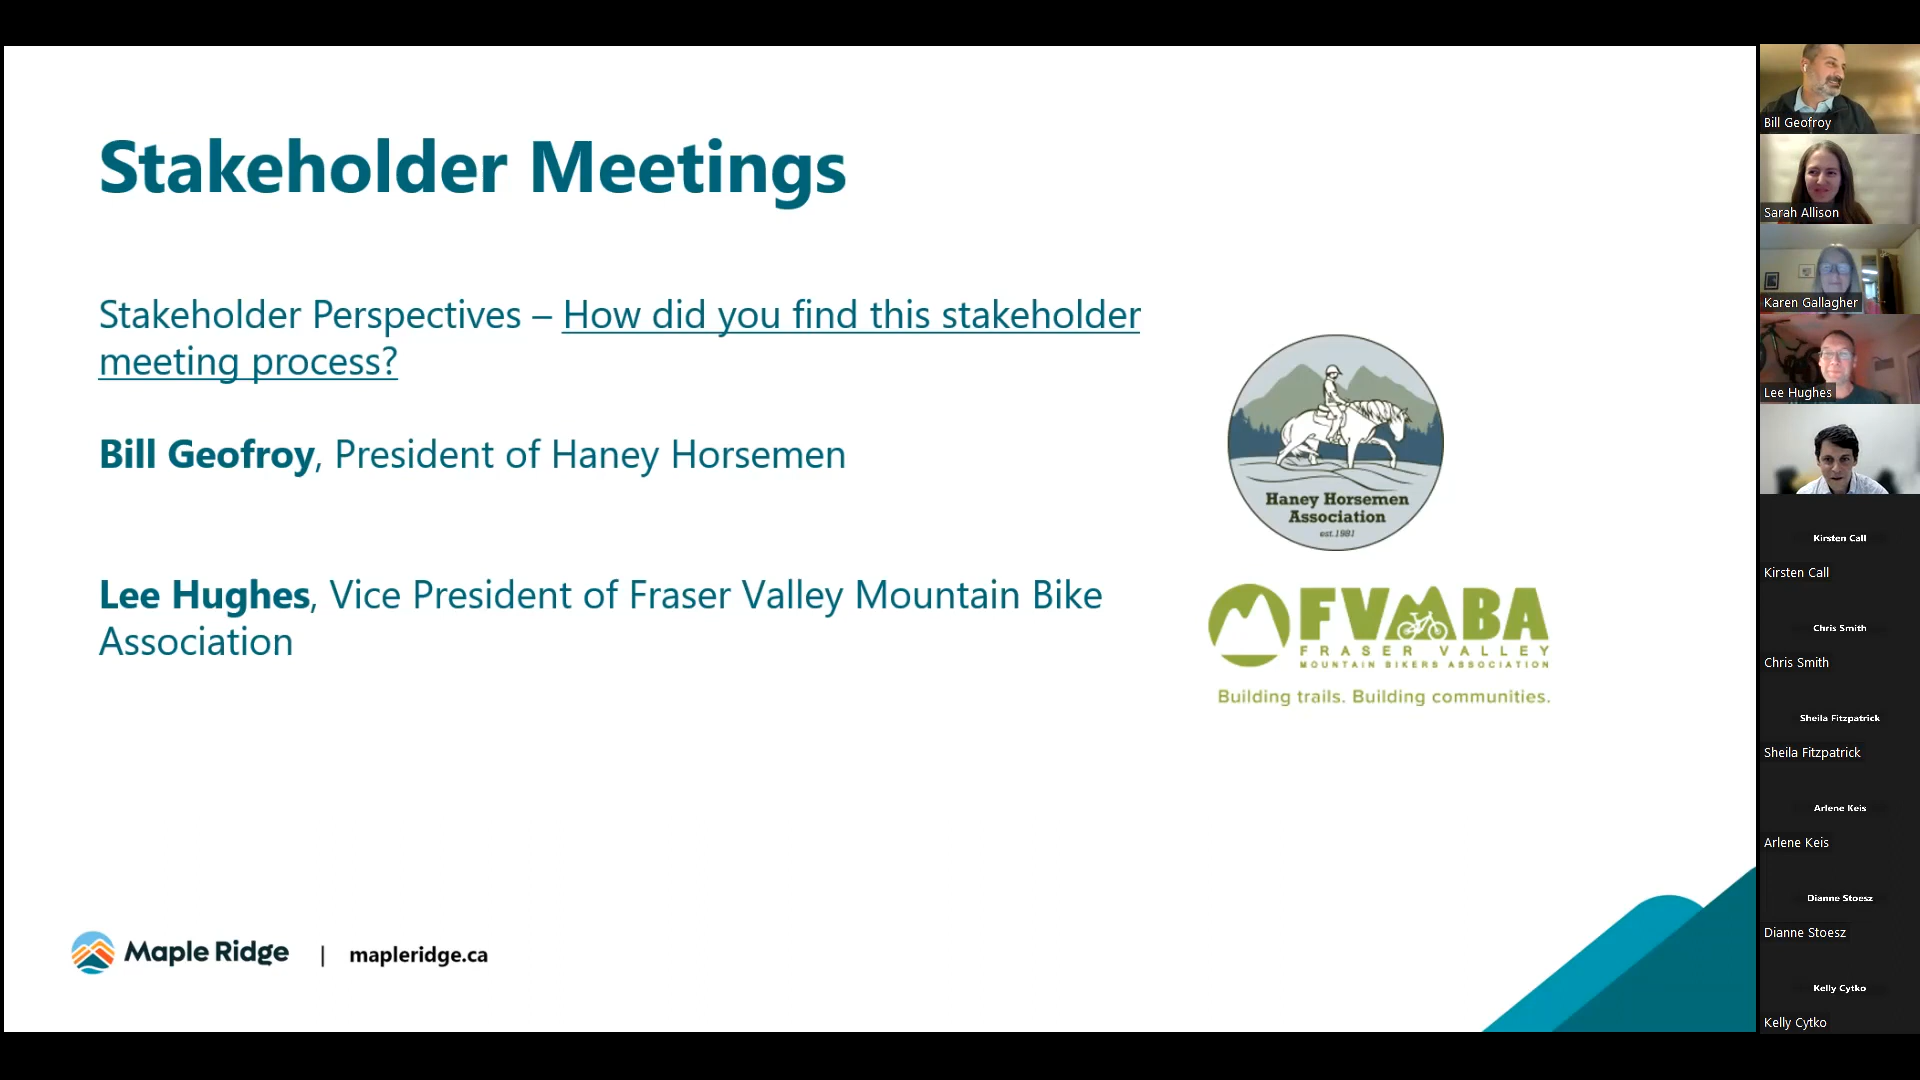 Stakeholder Meetings
Stakeholder Perspectives – How did you find this stakeholder
meeting process?
Bill Geofroy, President of Haney Horsemen
Lee Hughes, Vice President of Fraser Valley Mountain Bike
Association
Haney Horsemen
Association
est.1981
FVMBA
FRASER VALLEY
MOUNTAIN BIKERS ASSOCIATION
Building trails. Building communities.
Maple Ridge | mapleridge.ca
Bill Geofroy
Sarah Allison
Karen Gallagher
Lee Hughes
Kirsten Call
Kirsten Call
Chris Smith
Chris Smith
Sheila Fitzpatrick
Sheila Fitzpatrick
Arlene Keis
Arlene Keis
Dianne Stoesz
Dianne Stoesz
Kelly Cytko
Kelly Cytko